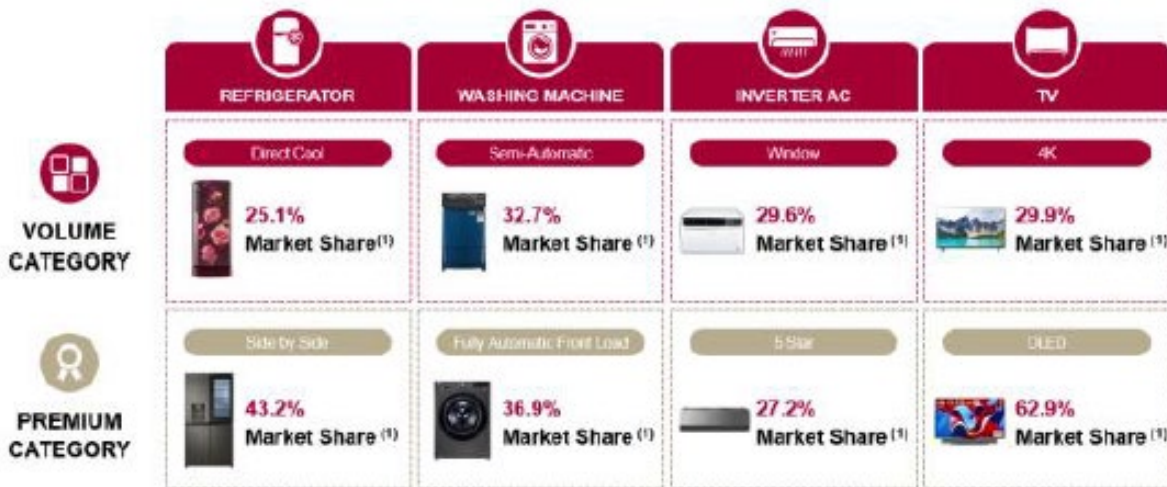 REFRIGERATOR
WASHING MACHINE
INVERTER AC
TV
VOLUME CATEGORY
Direct Cool
25.1%
Market Share(1)
Semi-Automatic
32.7%
Market Share (1)
Window
29.6%
Market Share (1)
4K
29.9%
Market Share (1)
PREMIUM CATEGORY
Side by Side
43.2%
Market Share (1)
Fully Automatic Front Load
36.9%
Market Share (1)
5 Star
27.2%
Market Share (1)
OLED
62.9%
Market Share (1)